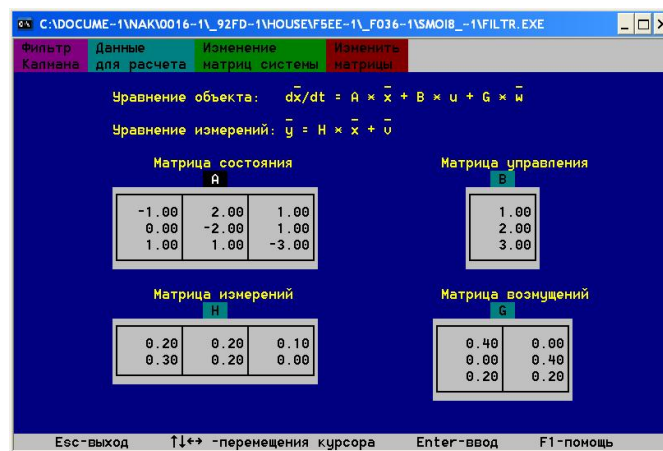 C:\DOCUME~1\NAK\0016~1\_92FD~1\HOUSE\F5EE~1\_F036~1\SMOI8_~1\FILTR.EXE
Фильтр Данные Изменение Изменить
Калмана для расчета матриц системы матрицы
Уравнение объекта: dx̅/dt = A × x̅ + B × u + G × w̅
Уравнение измерений: y̅ = H × x̅ + v̅
Матрица состояния Матрица управления
A B
-1.00 2.00 1.00 1.00
0.00 -2.00 1.00 2.00
1.00 1.00 -3.00 3.00
Матрица измерений Матрица возмущений
H G
0.20 0.20 0.10 0.40 0.00
0.30 0.20 0.00 0.00 0.40
0.20 0.20
Esc-выход ↑↓↔ -перемещения курсора Enter-ввод F1-помощь